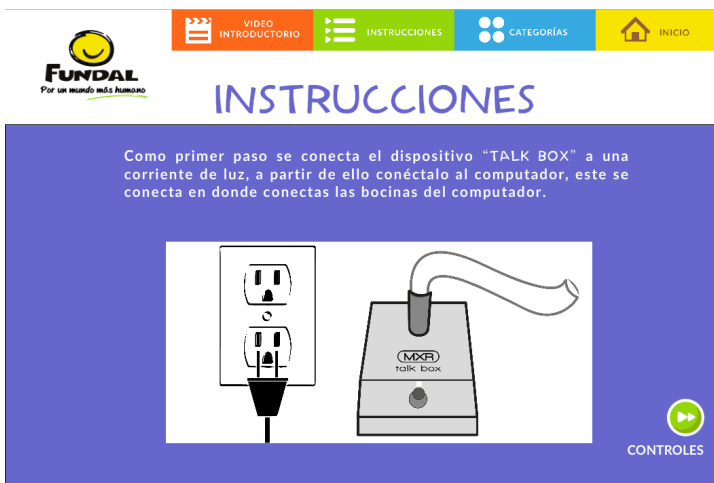 VIDEO
INTRODUCTORIO
INSTRUCCIONES
CATEGORÍAS
INICIO
FUNDAL
Por un mundo más humano
INSTRUCCIONES
Como primer paso se conecta el dispositivo “TALK BOX” a una
corriente de luz, a partir de ello conéctalo al computador, este se
conecta en donde conectas las bocinas del computador.
MXR
talk box
CONTROLES